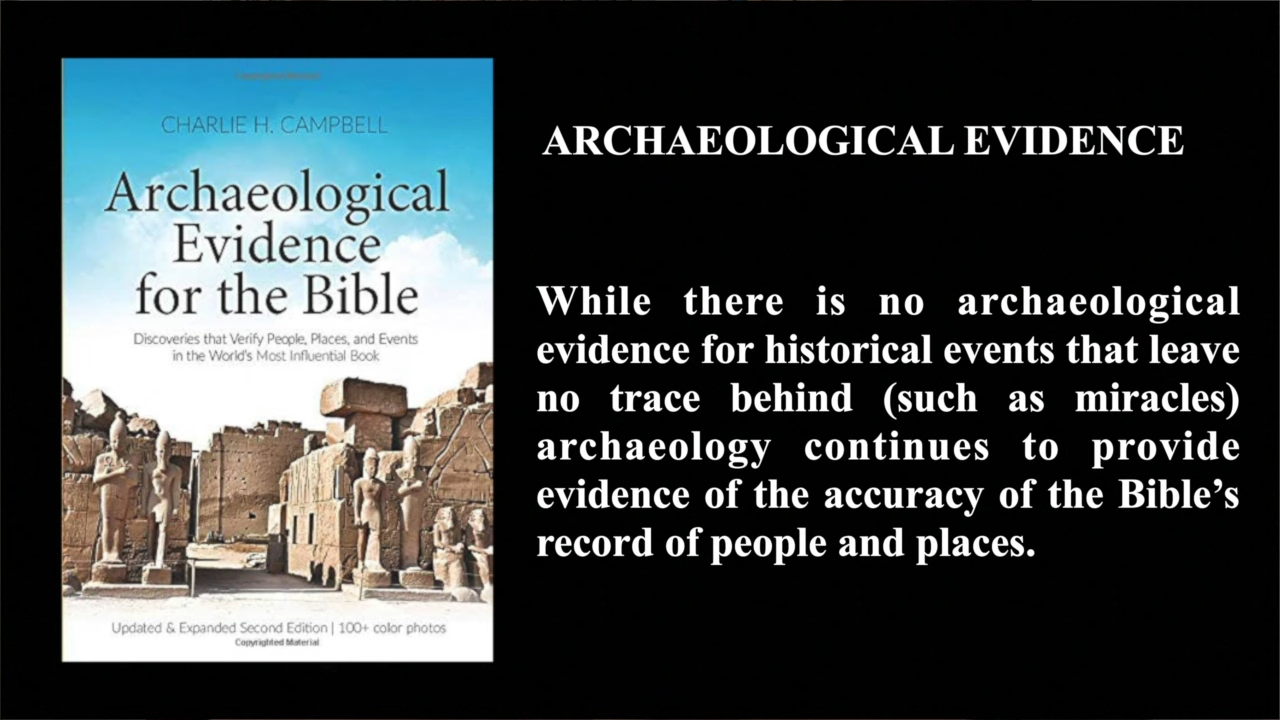 CHARLIE H. CAMPBELL
Archaeological
Evidence
for the Bible
Discoveries that Verify People, Places, and Events
in the World's Most Influential Book
Updated & Expanded Second Edition | 100+ color photos
Copyrighted Material
ARCHAEOLOGICAL EVIDENCE
While there is no archaeological
evidence for historical events that leave
no trace behind (such as miracles)
archaeology continues to provide
evidence of the accuracy of the Bible’s
record of people and places.